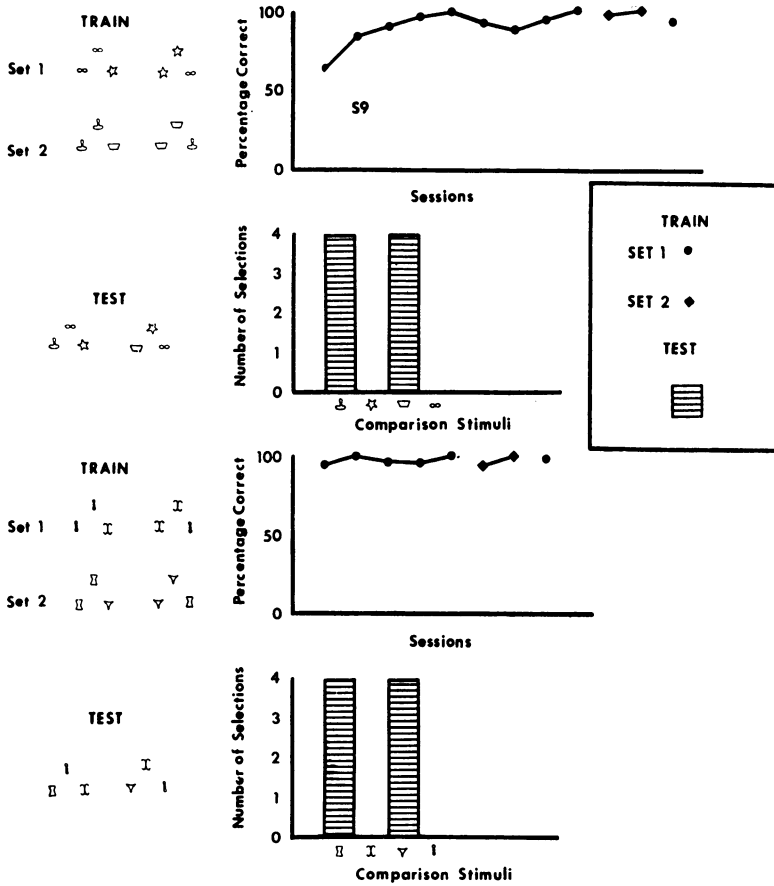 TRAIN
Set 1
Set 2
Percentage Correct
100
50
0
S9
Sessions
TEST
Number of Selections
4
3
2
1
0
Comparison Stimuli
TRAIN
SET 1
SET 2
TEST
TRAIN
Set 1
Set 2
Percentage Correct
100
50
0
Sessions
TEST
Number of Selections
4
3
2
1
0
Comparison Stimuli